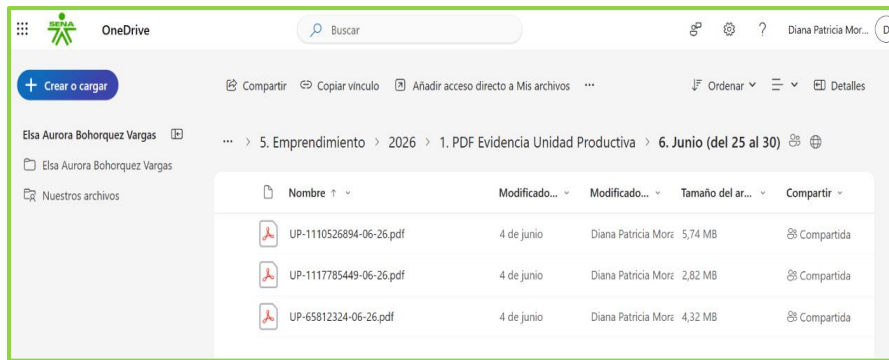 SENA
OneDrive
Buscar
?
Diana Patricia Mor...
D
+ Crear o cargar
Compartir
Copiar vínculo
Añadir acceso directo a Mis archivos
...
Ordenar
Detalles
Elsa Aurora Bohorquez Vargas
Elsa Aurora Bohorquez Vargas
Nuestros archivos
... > 5. Emprendimiento > 2026 > 1. PDF Evidencia Unidad Productiva > 6. Junio (del 25 al 30)
Nombre ↑ Modificado... Modificado... Tamaño del ar... Compartir
UP-1110526894-06-26.pdf 4 de junio Diana Patricia Mora 5,74 MB Compartida
UP-1117785449-06-26.pdf 4 de junio Diana Patricia Mora 2,82 MB Compartida
UP-65812324-06-26.pdf 4 de junio Diana Patricia Mora 4,32 MB Compartida